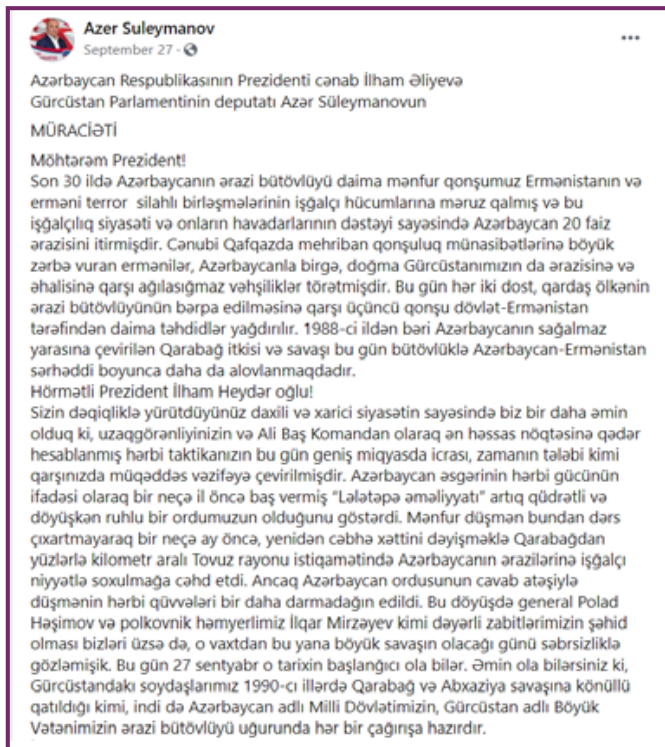 Azer Suleymanov
September 27 ·
Azərbaycan Respublikasının Prezidenti cənab İlham Əliyevə
Gürcüstan Parlamentinin deputatı Azər Süleymanovun
MÜRACİƏTİ
Möhtərəm Prezident!
Son 30 ildə Azərbaycanın ərazi bütövlüyü daima mənfur qonşumuz Ermənistanın və
erməni terror silahlı birləşmələrinin işğalçı hücumlarına məruz qalmış və bu
işğalçılıq siyasəti və onların havadarlarının dəstəyi sayəsində Azərbaycan 20 faiz
ərazisini itirmişdir. Cənubi Qafqazda mehriban qonşuluq münasibətlərinə böyük
zərbə vuran ermənilər, Azərbaycanla birgə, doğma Gürcüstanımızın da ərazisinə və
əhalisinə qarşı ağılasığmaz vəhşiliklər törətmişdir. Bu gün hər iki dost, qardaş ölkənin
ərazi bütövlüyünün bərpa edilməsinə qarşı üçüncü qonşu dövlət-Ermənistan
tərəfindən daima təhdidlər yağdırılır. 1988-ci ildən bəri Azərbaycanın sağalmaz
yarasına çevirilən Qarabağ itkisi və savaşı bu gün bütövlüklə Azərbaycan-Ermənistan
sərhəddi boyunca daha da alovlanmaqdadır.
Hörmətli Prezident İlham Heydər oğlu!
Sizin dəqiqliklə yürütdüyünüz daxili və xarici siyasətin sayəsində biz bir daha əmin
olduq ki, uzaqgörənliyinizin və Ali Baş Komandan olaraq ən həssas nöqtəsinə qədər
hesablanmış hərbi taktikanızın bu gün geniş miqyasda icrası, zamanın tələbi kimi
qarşınızda müqəddəs vəzifəyə çevirilmişdir. Azərbaycan əsgərinin hərbi gücünün
ifadəsi olaraq bir neçə il öncə baş vermiş "Lələtəpə əməliyyatı" artıq qüdrətli və
döyüşkən ruhlu bir ordumuzun olduğunu göstərdi. Mənfur düşmən bundan dərs
çıxartmayaraq bir neçə ay öncə, yenidən cəbhə xəttini dəyişməklə Qarabağdan
yüzlərlə kilometr aralı Tovuz rayonu istiqamətində Azərbaycanın ərazilərinə işğalçı
niyyətlə soxulmağa cəhd etdi. Ancaq Azərbaycan ordusunun cavab atəşiylə
düşmənin hərbi qüvvələri bir daha darmadağın edildi. Bu döyüşdə general Polad
Həşimov və polkovnik həmyerlimiz İlqar Mirzəyev kimi dəyərli zabitlərimizin şəhid
olması bizləri üzsə də, o vaxtdan bu yana böyük savaşın olacağı günü səbrsizliklə
gözləmişik. Bu gün 27 sentyabr o tarixin başlanğıcı ola bilər. Əmin ola bilərsiniz ki,
Gürcüstandakı soydaşlarımız 1990-cı illərdə Qarabağ və Abxaziya savaşına könüllü
qatıldığı kimi, indi də Azərbaycan adlı Milli Dövlətimizin, Gürcüstan adlı Böyük
Vətənimizin ərazi bütövlüyü uğurunda hər bir çağırışa hazırdır.